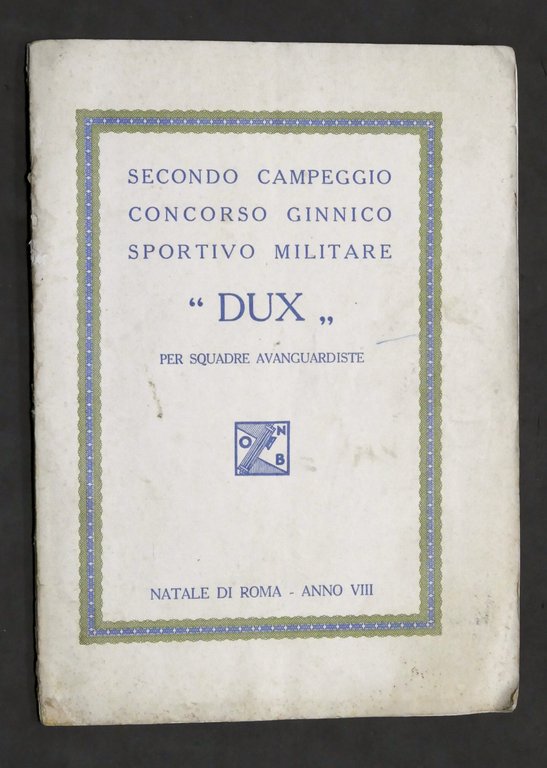 SECONDO CAMPEGGIO
CONCORSO GINNICO
SPORTIVO MILITARE
“ DUX „
PER SQUADRE AVANGUARDISTE
O N B
NATALE DI ROMA - ANNO VIII